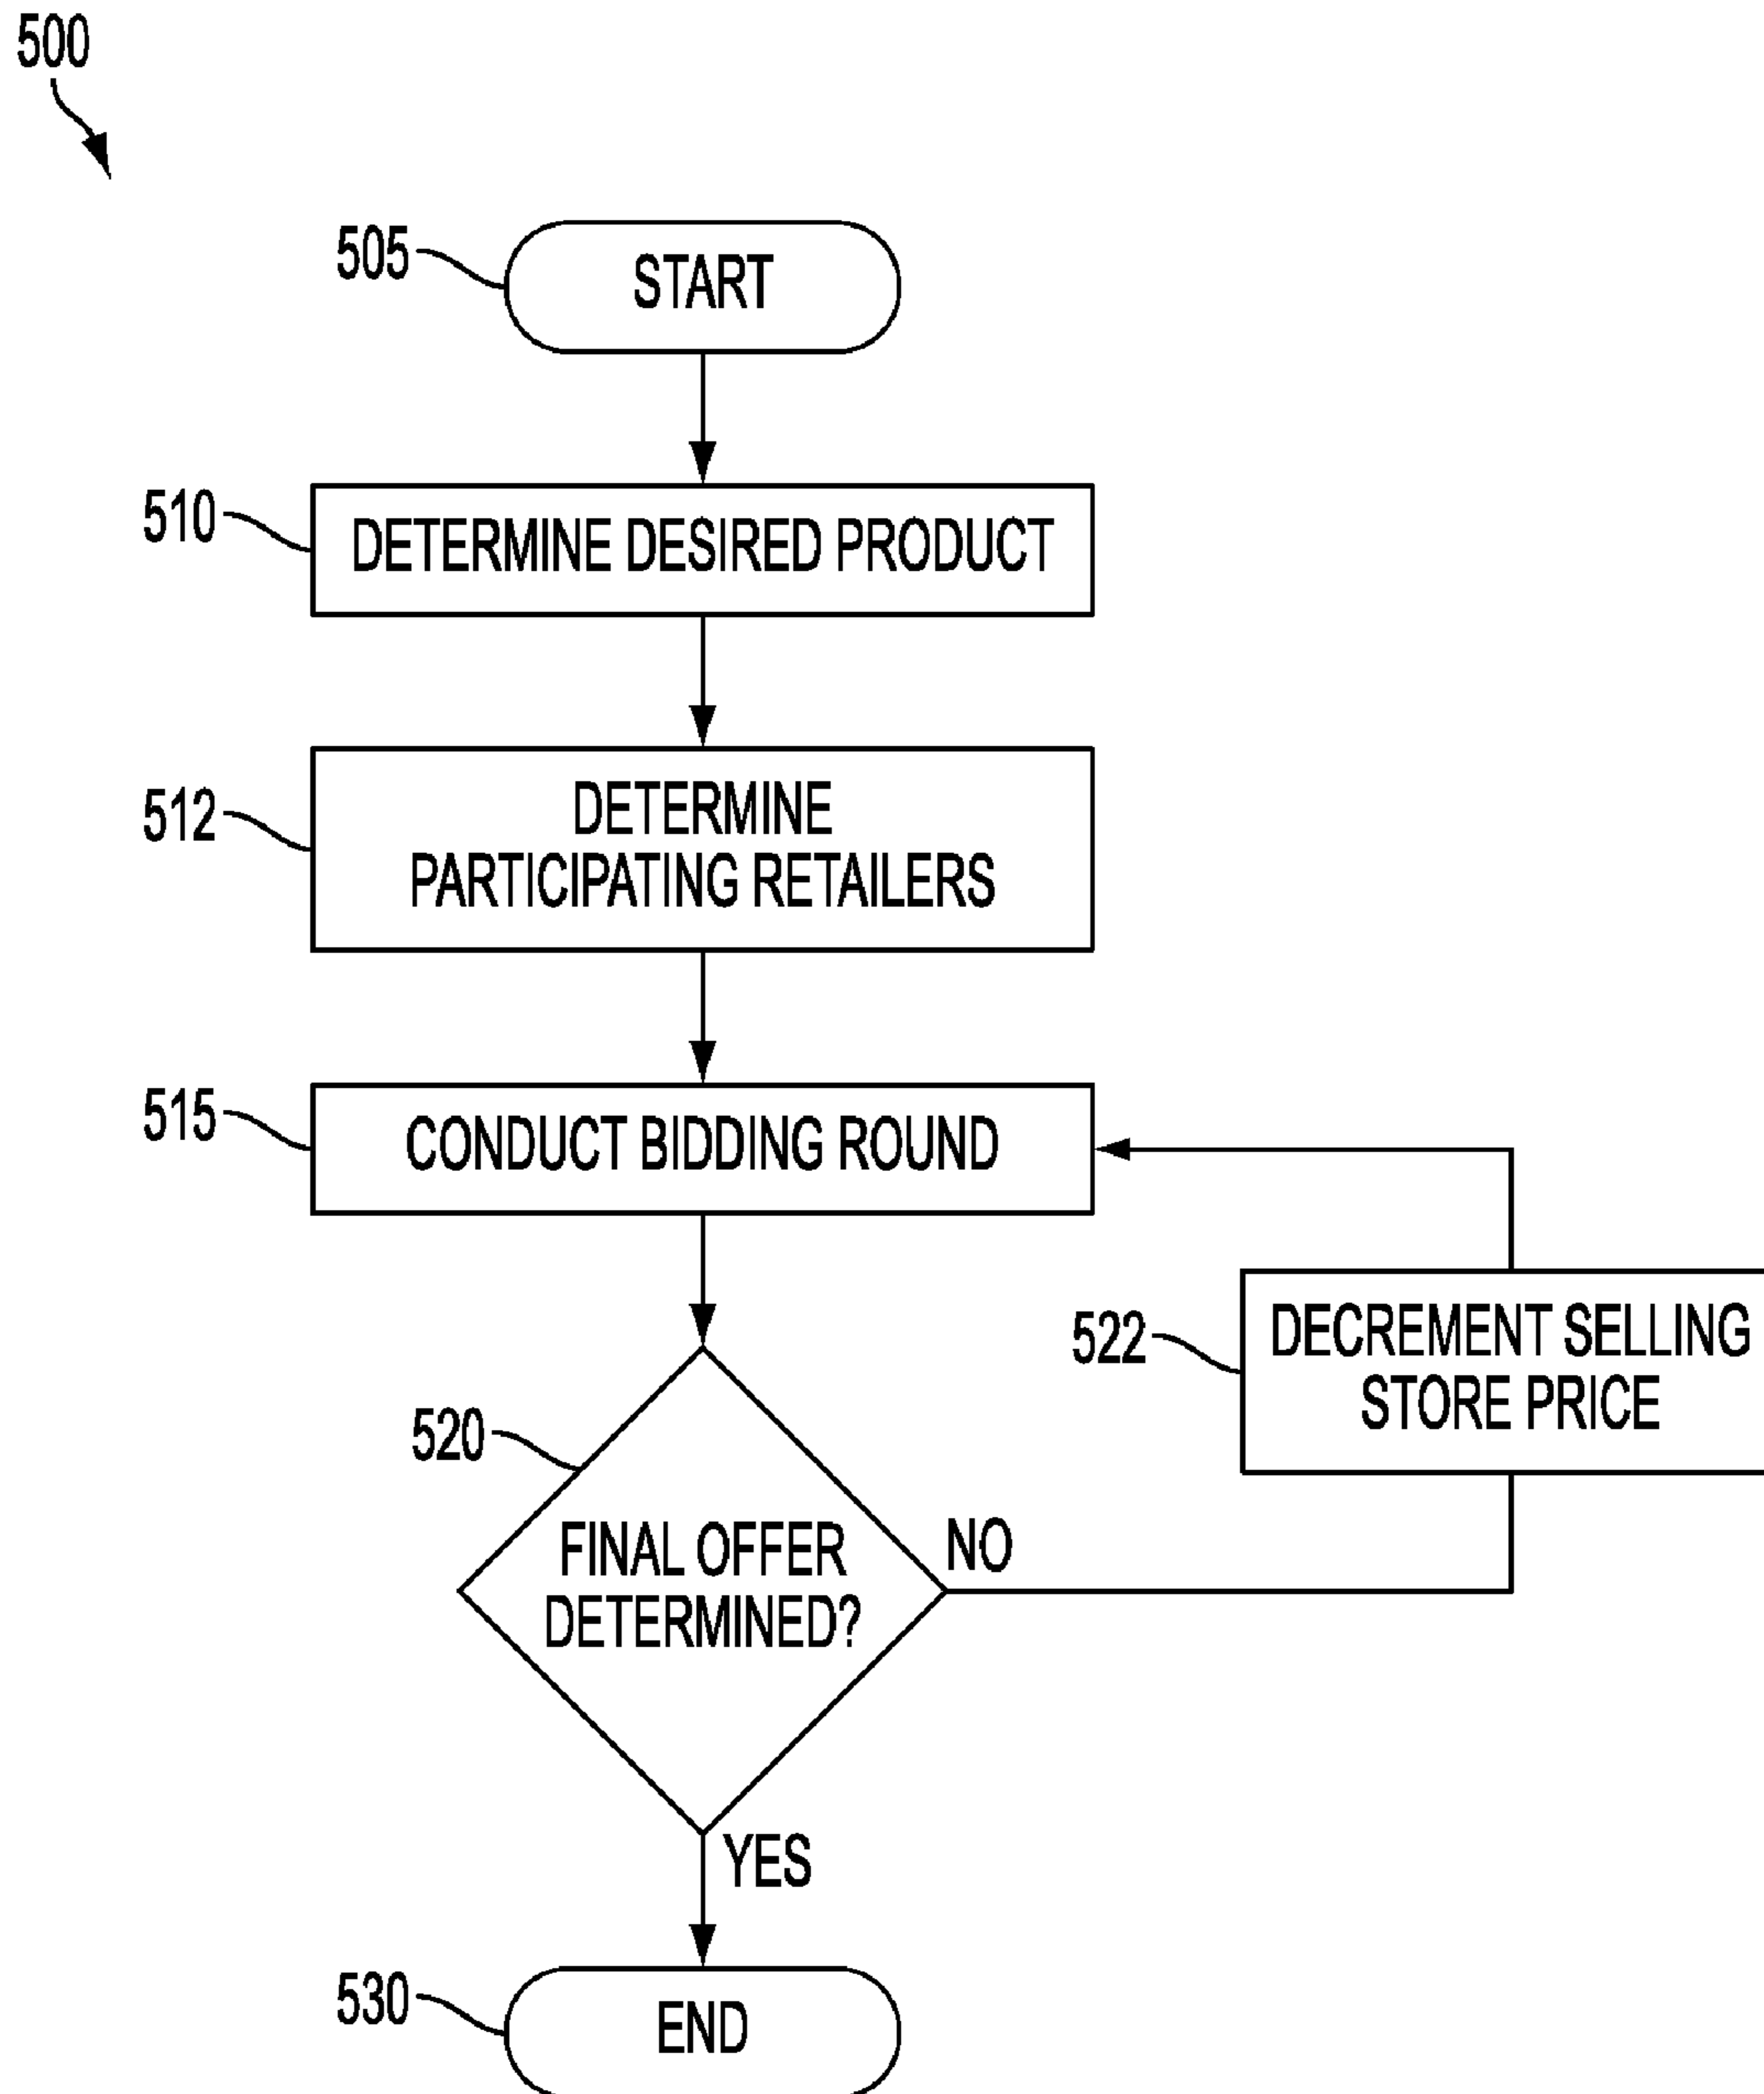 500
505
START
510
DETERMINE DESIRED PRODUCT
512
DETERMINE
PARTICIPATING RETAILERS
515
CONDUCT BIDDING ROUND
522
DECREMENT SELLING
STORE PRICE
520
FINAL OFFER
DETERMINED?
NO
YES
530
END